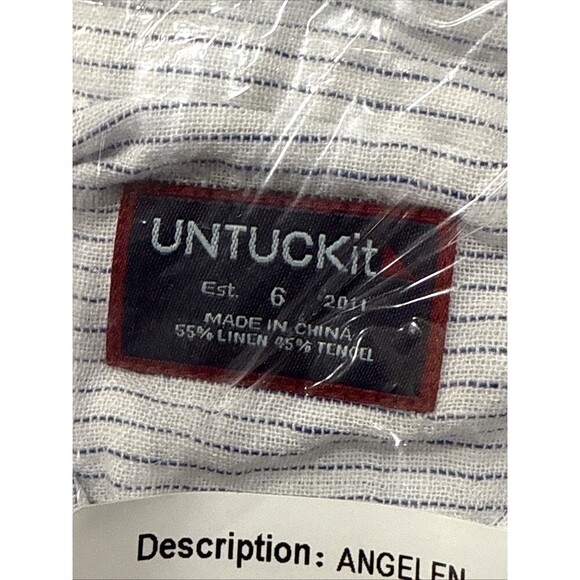 UNTUCKit
Est. 6 2011
MADE IN CHINA
55% LINEN 45% TENCEL
Description: ANGELEN